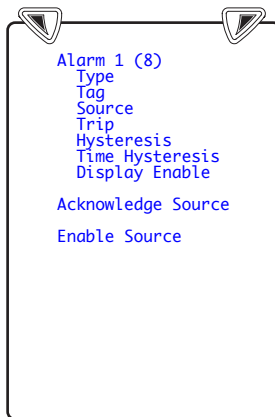 Alarm 1 (8)
Type
Tag
Source
Trip
Hysteresis
Time Hysteresis
Display Enable
Acknowledge Source
Enable Source